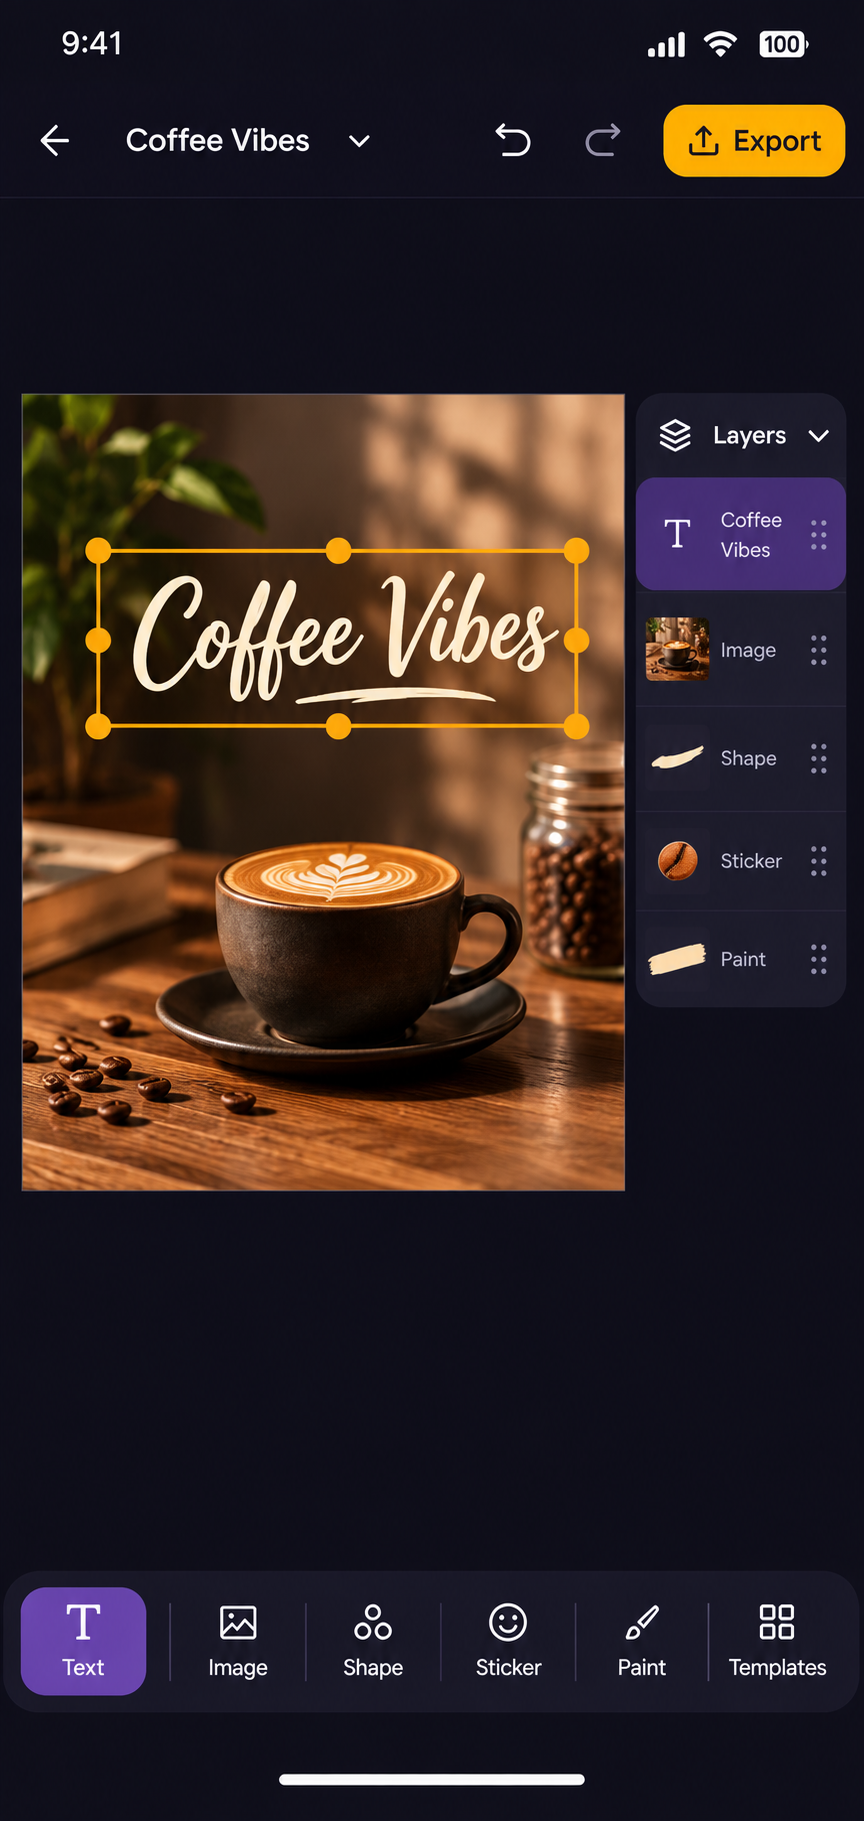 9:41
100
Coffee Vibes
Export
Layers
Coffee
Vibes
Coffee Vibes
Image
Shape
Sticker
Paint
Text
Image
Shape
Sticker
Paint
Templates